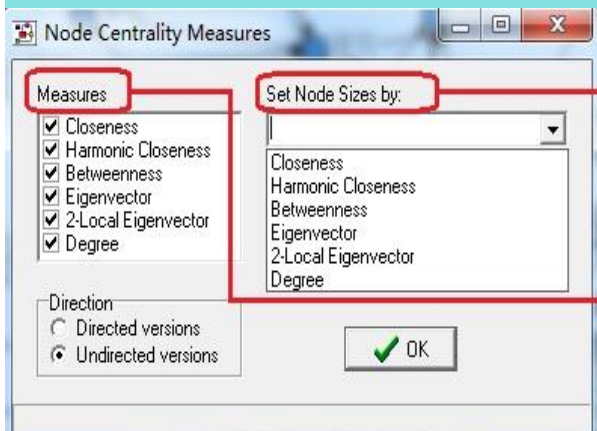 Node Centrality Measures
Measures
Closeness
Harmonic Closeness
Betweenness
Eigenvector
2-Local Eigenvector
Degree
Direction
Directed versions
Undirected versions
Set Node Sizes by:
Closeness
Harmonic Closeness
Betweenness
Eigenvector
2-Local Eigenvector
Degree
OK